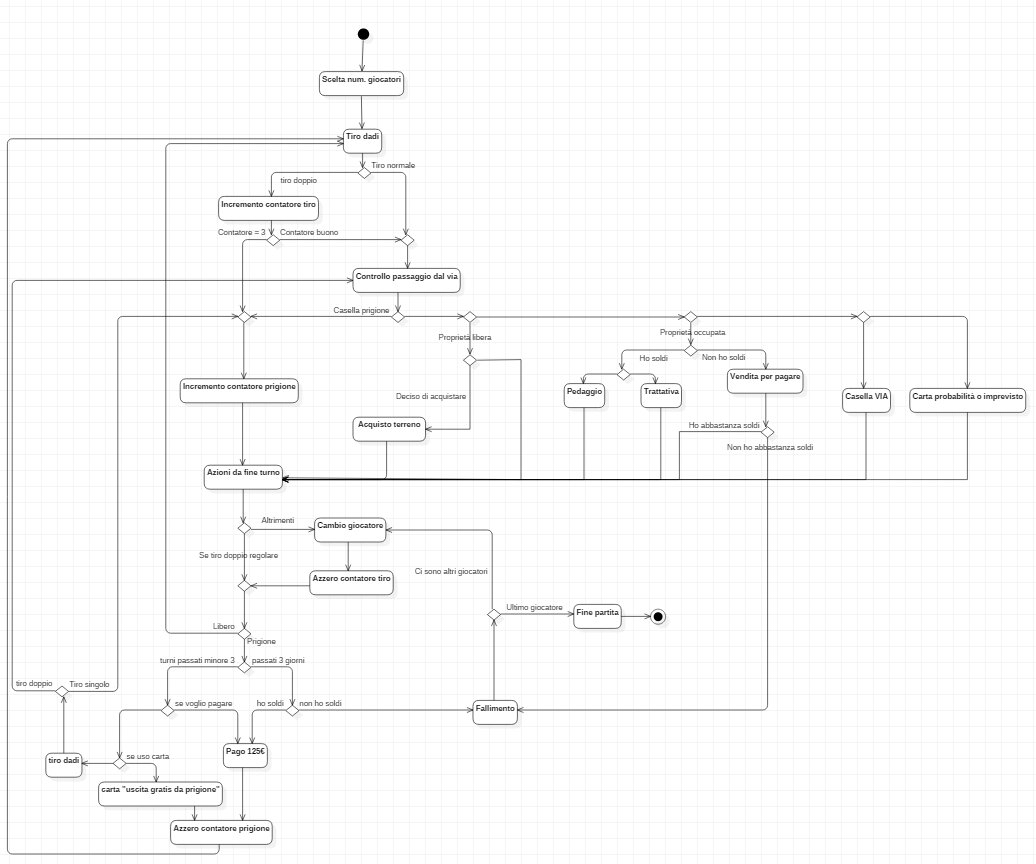 Scelta num. giocatori
Tiro dadi
Tiro normale
tiro doppio
Incremento contatore tiro
Contatore = 3
Contatore buono
Controllo passaggio dal via
Casella prigione
Proprietà libera
Proprietà occupata
Ho soldi
Non ho soldi
Vendita per pagare
Incremento contatore prigione
Pedaggio
Trattativa
Casella VIA
Carta probabilità o imprevisto
Deciso di acquistare
Acquisto terreno
Ho abbastanza soldi
Non ho abbastanza soldi
Azioni da fine turno
Altrimenti
Cambio giocatore
Se tiro doppio regolare
Ci sono altri giocatori
Azzero contatore tiro
Ultimo giocatore
Fine partita
Libero
Prigione
turni passati minore 3
passati 3 giorni
tiro doppio
Tiro singolo
se voglio pagare
ho soldi
non ho soldi
Fallimento
Pago 125€
tiro dadi
se uso carta
carta "uscita gratis da prigione"
Azzero contatore prigione